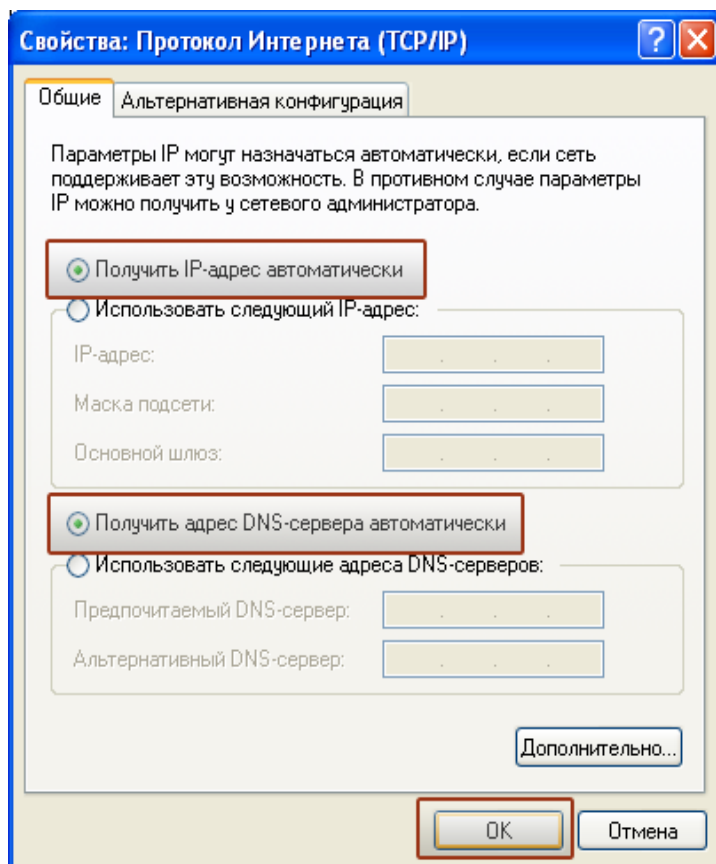 Свойства: Протокол Интернета (TCP/IP)
Общие
Альтернативная конфигурация
Параметры IP могут назначаться автоматически, если сеть
поддерживает эту возможность. В противном случае параметры
IP можно получить у сетевого администратора.
Получить IP-адрес автоматически
Использовать следующий IP-адрес:
IP-адрес:
Маска подсети:
Основной шлюз:
Получить адрес DNS-сервера автоматически
Использовать следующие адреса DNS-серверов:
Предпочитаемый DNS-сервер:
Альтернативный DNS-сервер:
Дополнительно...
OK
Отмена